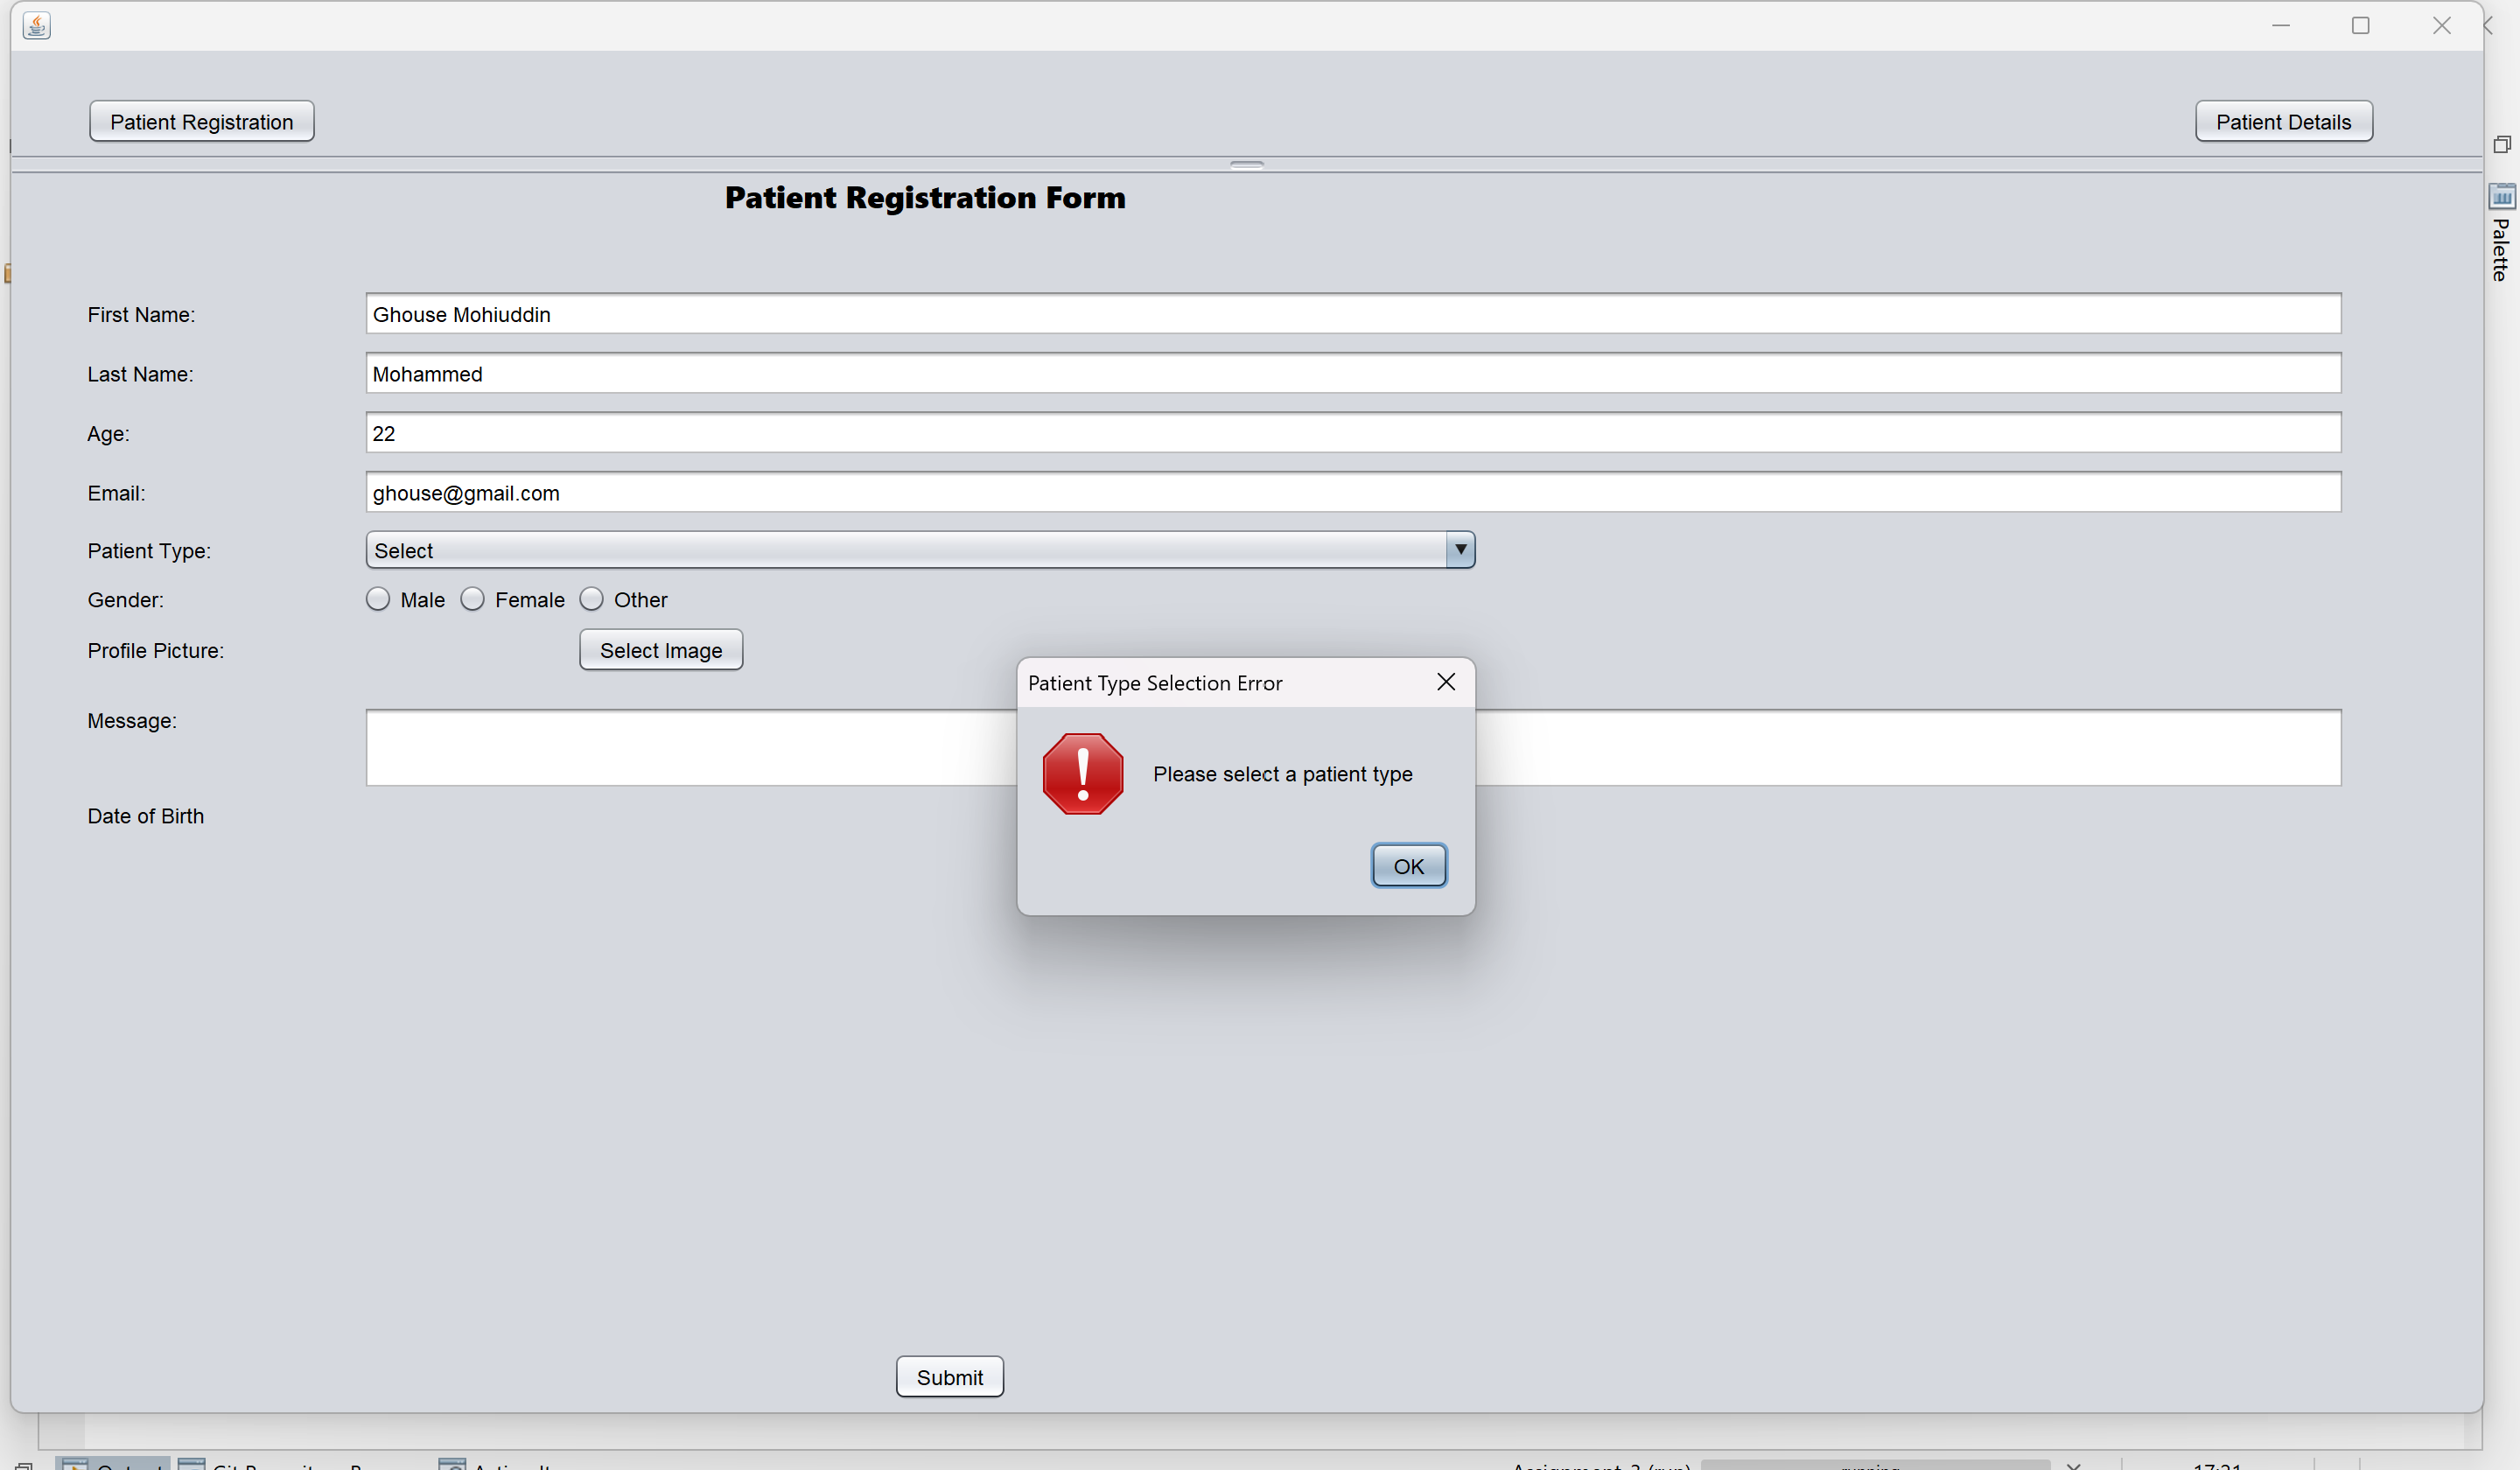 Patient Registration
Patient Details
Palette
Patient Registration Form
First Name:
Ghouse Mohiuddin
Last Name:
Mohammed
Age:
22
Email:
ghouse@gmail.com
Patient Type:
Select
Gender:
Male
Female
Other
Profile Picture:
Select Image
Patient Type Selection Error
Message:
Please select a patient type
Date of Birth
OK
Submit